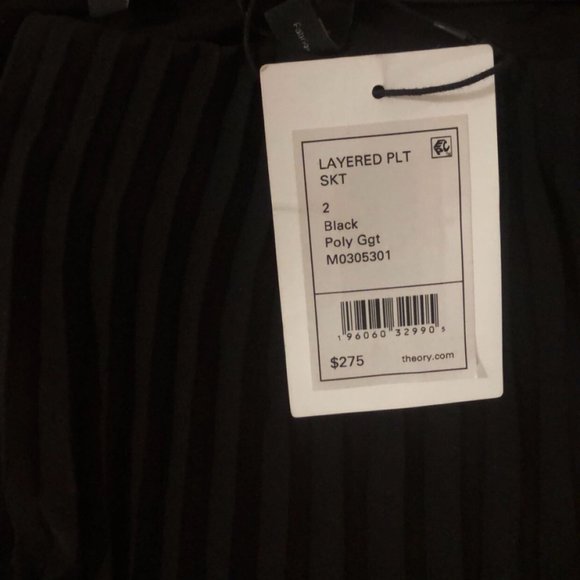 LAYERED PLT
SKT
2
Black
Poly Ggt
M0305301
1 96060 32990 5
$275
theory.com